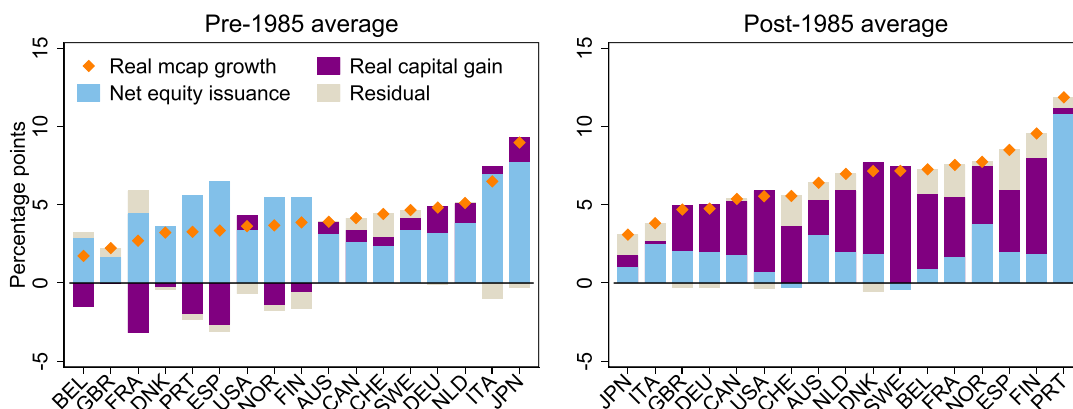 Pre-1985 average
Post-1985 average
Percentage points
15
10
5
0
-5
Real mcap growth
Real capital gain
Net equity issuance
Residual
BEL
GBR
FRA
DNK
PRT
ESP
USA
NOR
FIN
AUS
CAN
CHE
SWE
DEU
NLD
ITA
JPN
15
10
5
0
-5
JPN
ITA
GBR
DEU
CAN
USA
CHE
AUS
NLD
DNK
SWE
BEL
FRA
NOR
ESP
FIN
PRT